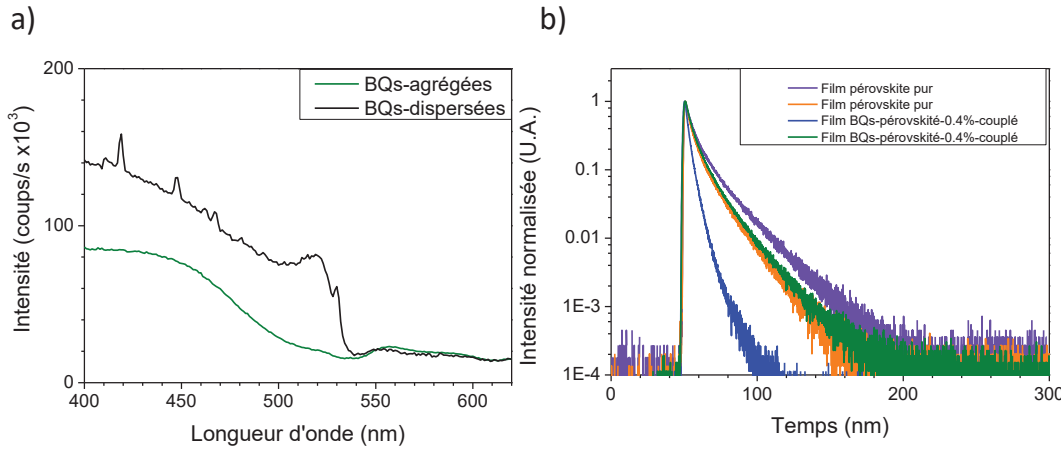 a)
200
100
0
400
450
500
550
600
Intensité (coups/s x10³)
Longueur d'onde (nm)
BQs-agrégées
BQs-dispersées
b)
1
0.1
0.01
1E-3
1E-4
0
100
200
300
Intensité normalisée (U.A.)
Temps (nm)
Film pérovskite pur
Film pérovskite pur
Film BQs-pérovskité-0.4%-couplé
Film BQs-pérovskité-0.4%-couplé